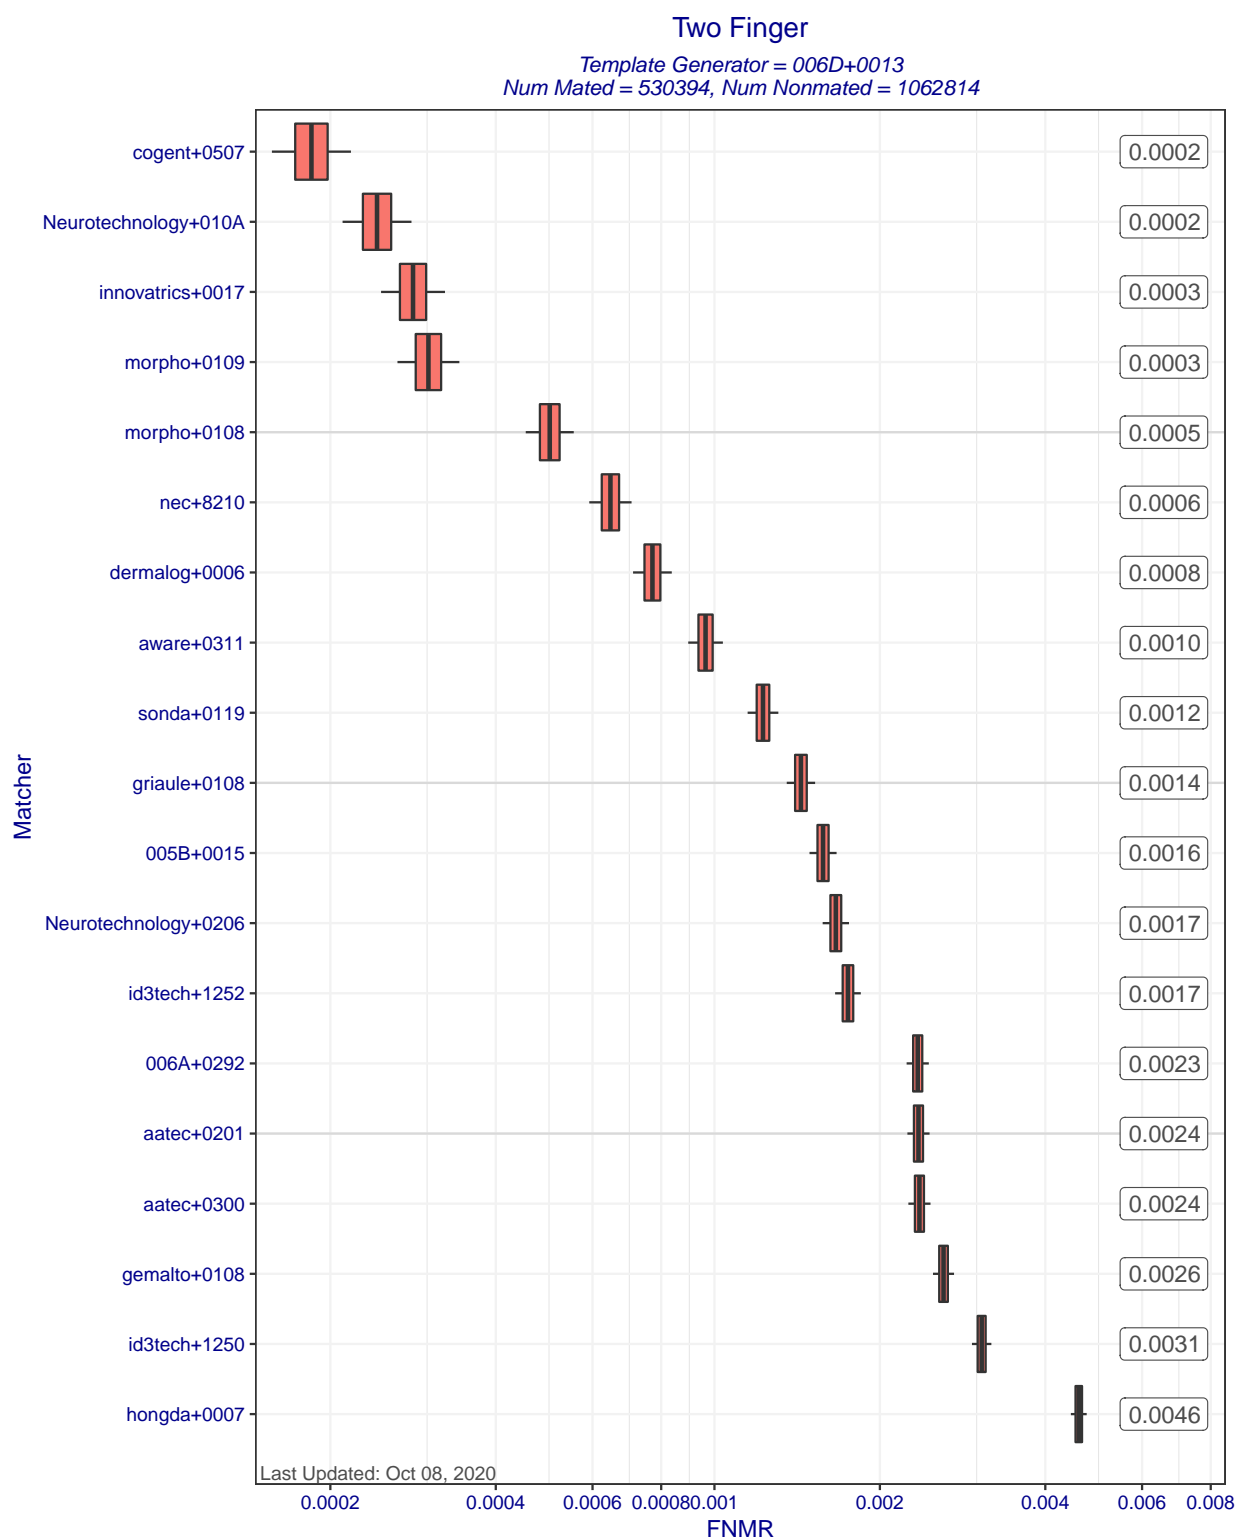 Two Finger
Template Generator = 006D+0013
Num Mated = 530394, Num Nonmated = 1062814
cogent+0507 0.0002
Neurotechnology+010A 0.0002
innovatrics+0017 0.0003
morpho+0109 0.0003
morpho+0108 0.0005
nec+8210 0.0006
dermalog+0006 0.0008
aware+0311 0.0010
sonda+0119 0.0012
griaule+0108 0.0014
005B+0015 0.0016
Neurotechnology+0206 0.0017
id3tech+1252 0.0017
006A+0292 0.0023
aatec+0201 0.0024
aatec+0300 0.0024
gemalto+0108 0.0026
id3tech+1250 0.0031
hongda+0007 0.0046
Matcher
Last Updated: Oct 08, 2020
0.0002 0.0004 0.0006 0.0008 0.001 0.002 0.004 0.006 0.008
FNMR